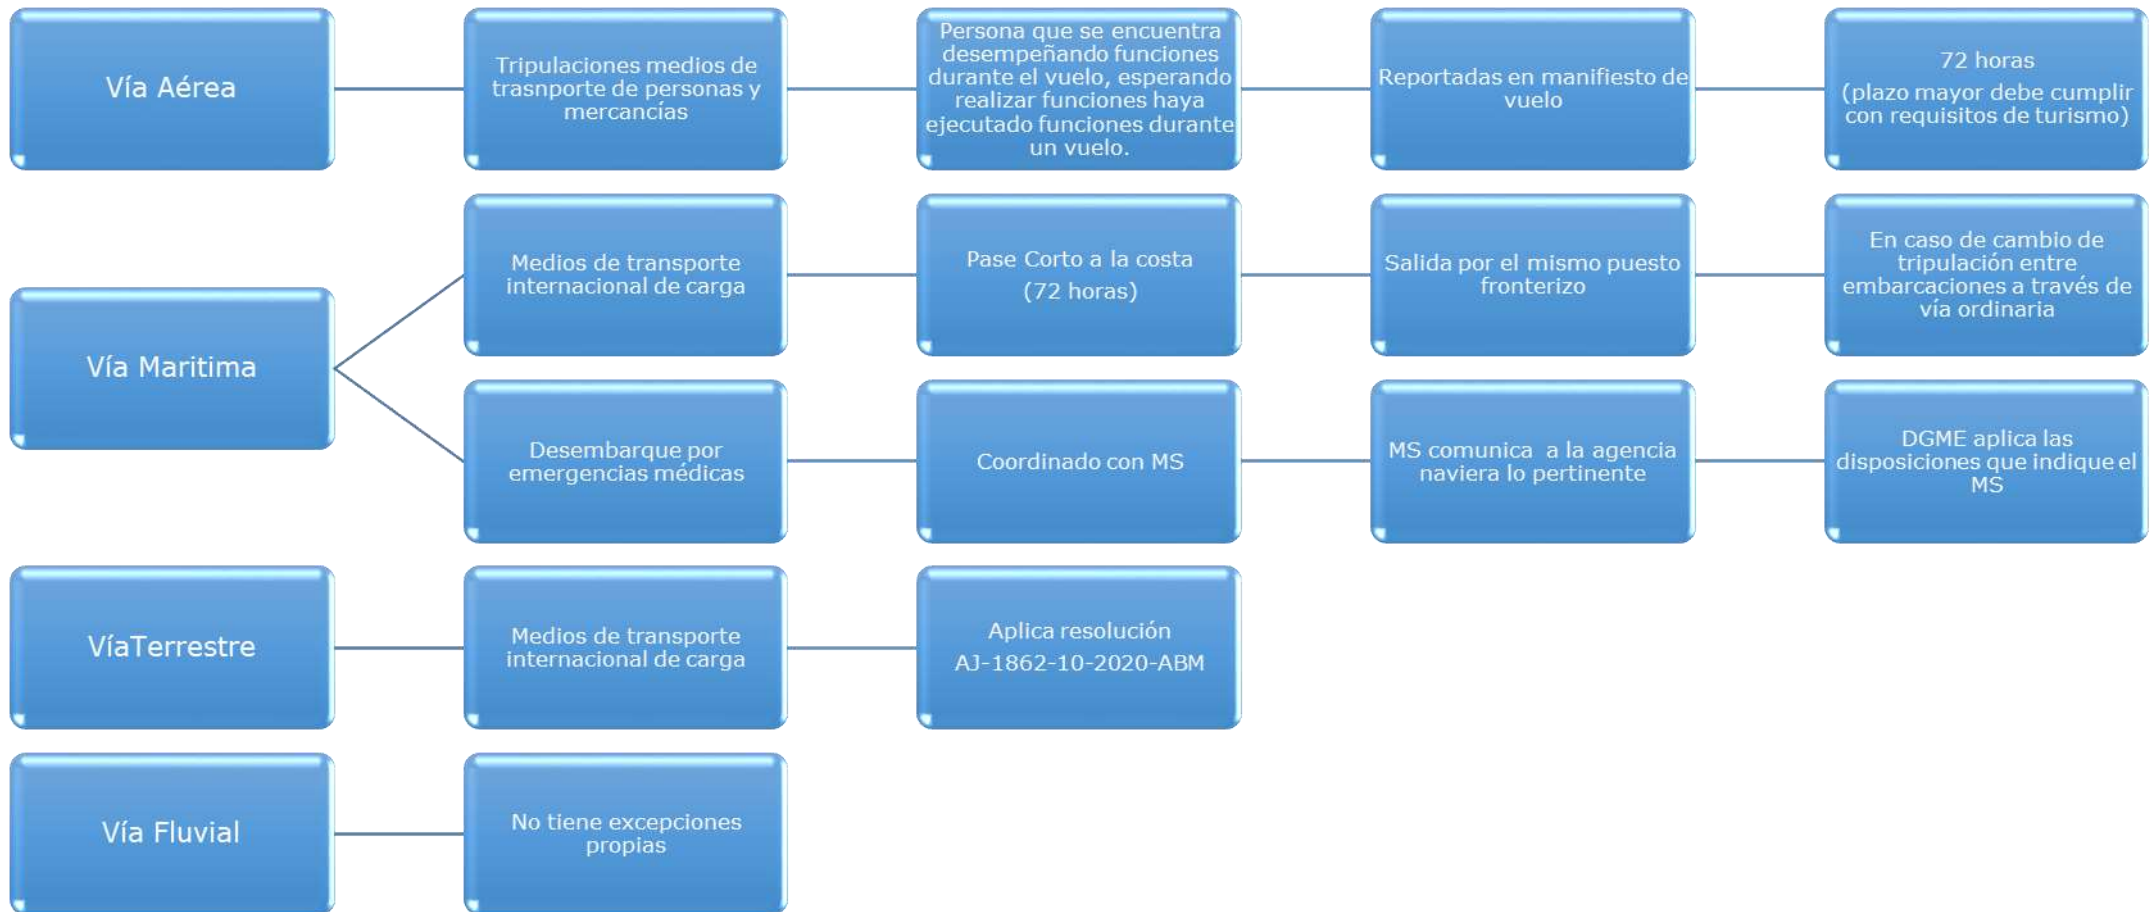 Vía Aérea
Tripulaciones medios de
trasnporte de personas y
mercancías
Persona que se encuentra
desempeñando funciones
durante el vuelo, esperando
realizar funciones haya
ejecutado funciones durante
un vuelo.
Reportadas en manifiesto de
vuelo
72 horas
(plazo mayor debe cumplir
con requisitos de turismo)
Vía Maritima
Medios de transporte
internacional de carga
Pase Corto a la costa
(72 horas)
Salida por el mismo puesto
fronterizo
En caso de cambio de
tripulación entre
embarcaciones a través de
vía ordinaria
Desembarque por
emergencias médicas
Coordinado con MS
MS comunica a la agencia
naviera lo pertinente
DGME aplica las
disposiciones que indique el
MS
VíaTerrestre
Medios de transporte
internacional de carga
Aplica resolución
AJ-1862-10-2020-ABM
Vía Fluvial
No tiene excepciones
propias